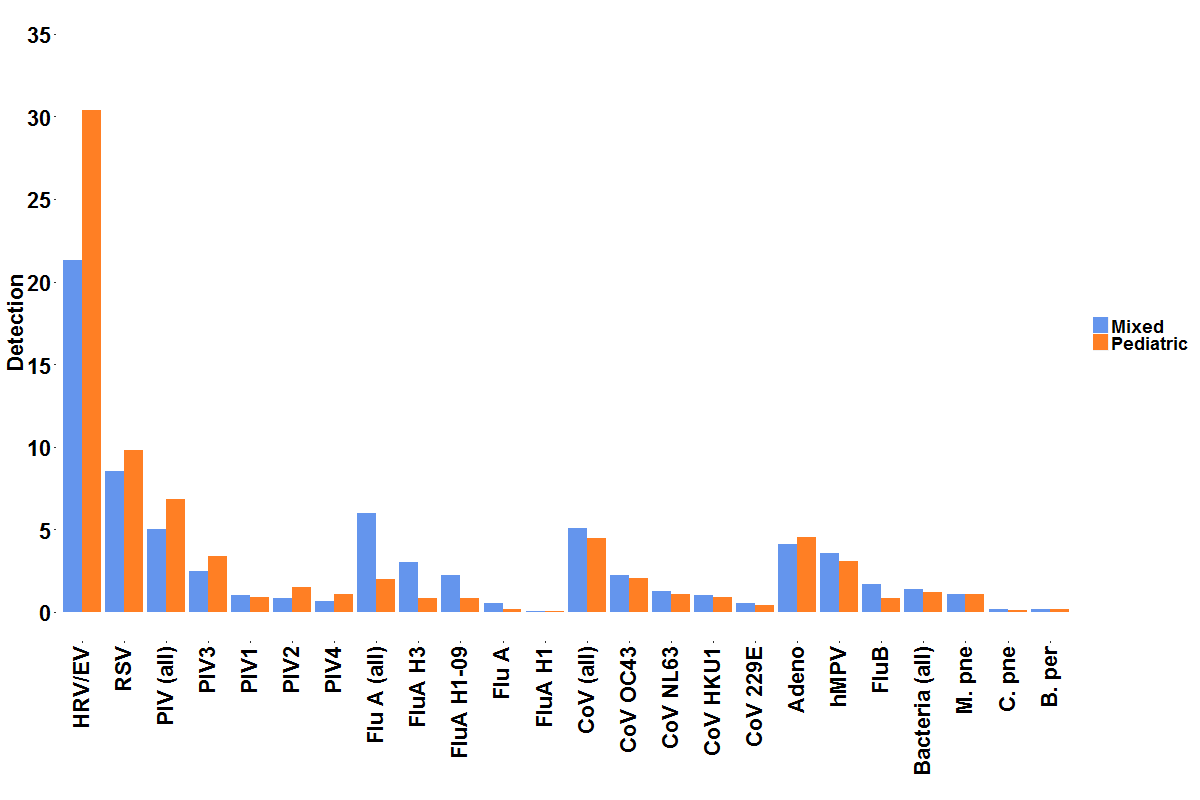 35
30
25
20
15
10
5
0
Detection
HRV/EV
RSV
PIV (all)
PIV3
PIV1
PIV2
PIV4
Flu A (all)
FluA H3
FluA H1-09
Flu A
FluA H1
CoV (all)
CoV OC43
CoV NL63
CoV HKU1
CoV 229E
Adeno
hMPV
FluB
Bacteria (all)
M. pne
C. pne
B. per
Mixed
Pediatric